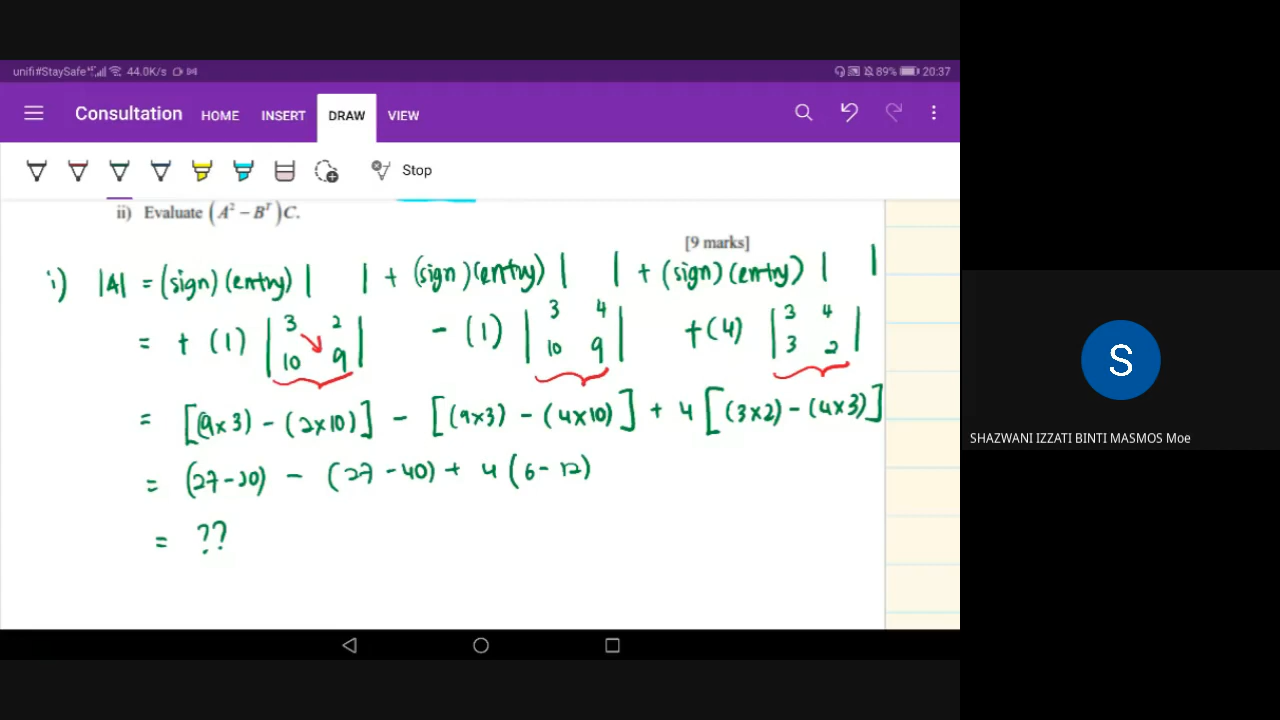 unifi#StaySafe 44.0K/s 89% 20:37
Consultation HOME INSERT DRAW VIEW
Stop
ii) Evaluate (A² − Bᵀ)C.
[9 marks]
i) |A| = (sign)(entry) | | + (sign)(entry) | | + (sign)(entry) | |
= + (1) | 3 2 | − (1) | 3 4 | + (4) | 3 4 |
| 10 9 | | 10 9 | | 3 2 |
= [(9×3) − (2×10)] − [(9×3) − (4×10)] + 4 [(3×2) − (4×3)]
= (27−20) − (27−40) + 4 (6−12)
= ??
S
SHAZWANI IZZATI BINTI MASMOS Moe